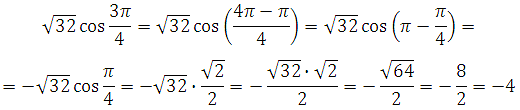 √32 cos 3π/4 = √32 cos (4π − π/4) = √32 cos (π − π/4) =
= −√32 cos π/4 = −√32 · √2/2 = − √32 · √2/2 = − √64/2 = − 8/2 = −4